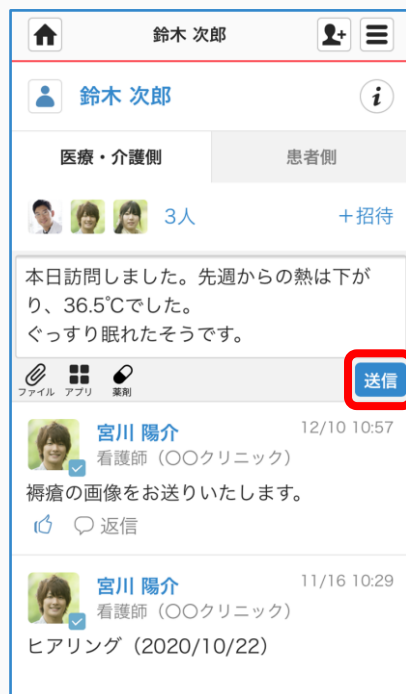 鈴木 次郎
鈴木 次郎
医療・介護側
患者側
3人
＋招待
本日訪問しました。先週からの熱は下が
り、36.5℃でした。
ぐっすり眠れたそうです。
ファイル アプリ 薬剤
送信
宮川 陽介
12/10 10:57
看護師（〇〇クリニック）
褥瘡の画像をお送りいたします。
返信
宮川 陽介
11/16 10:29
看護師（〇〇クリニック）
ヒアリング（2020/10/22）